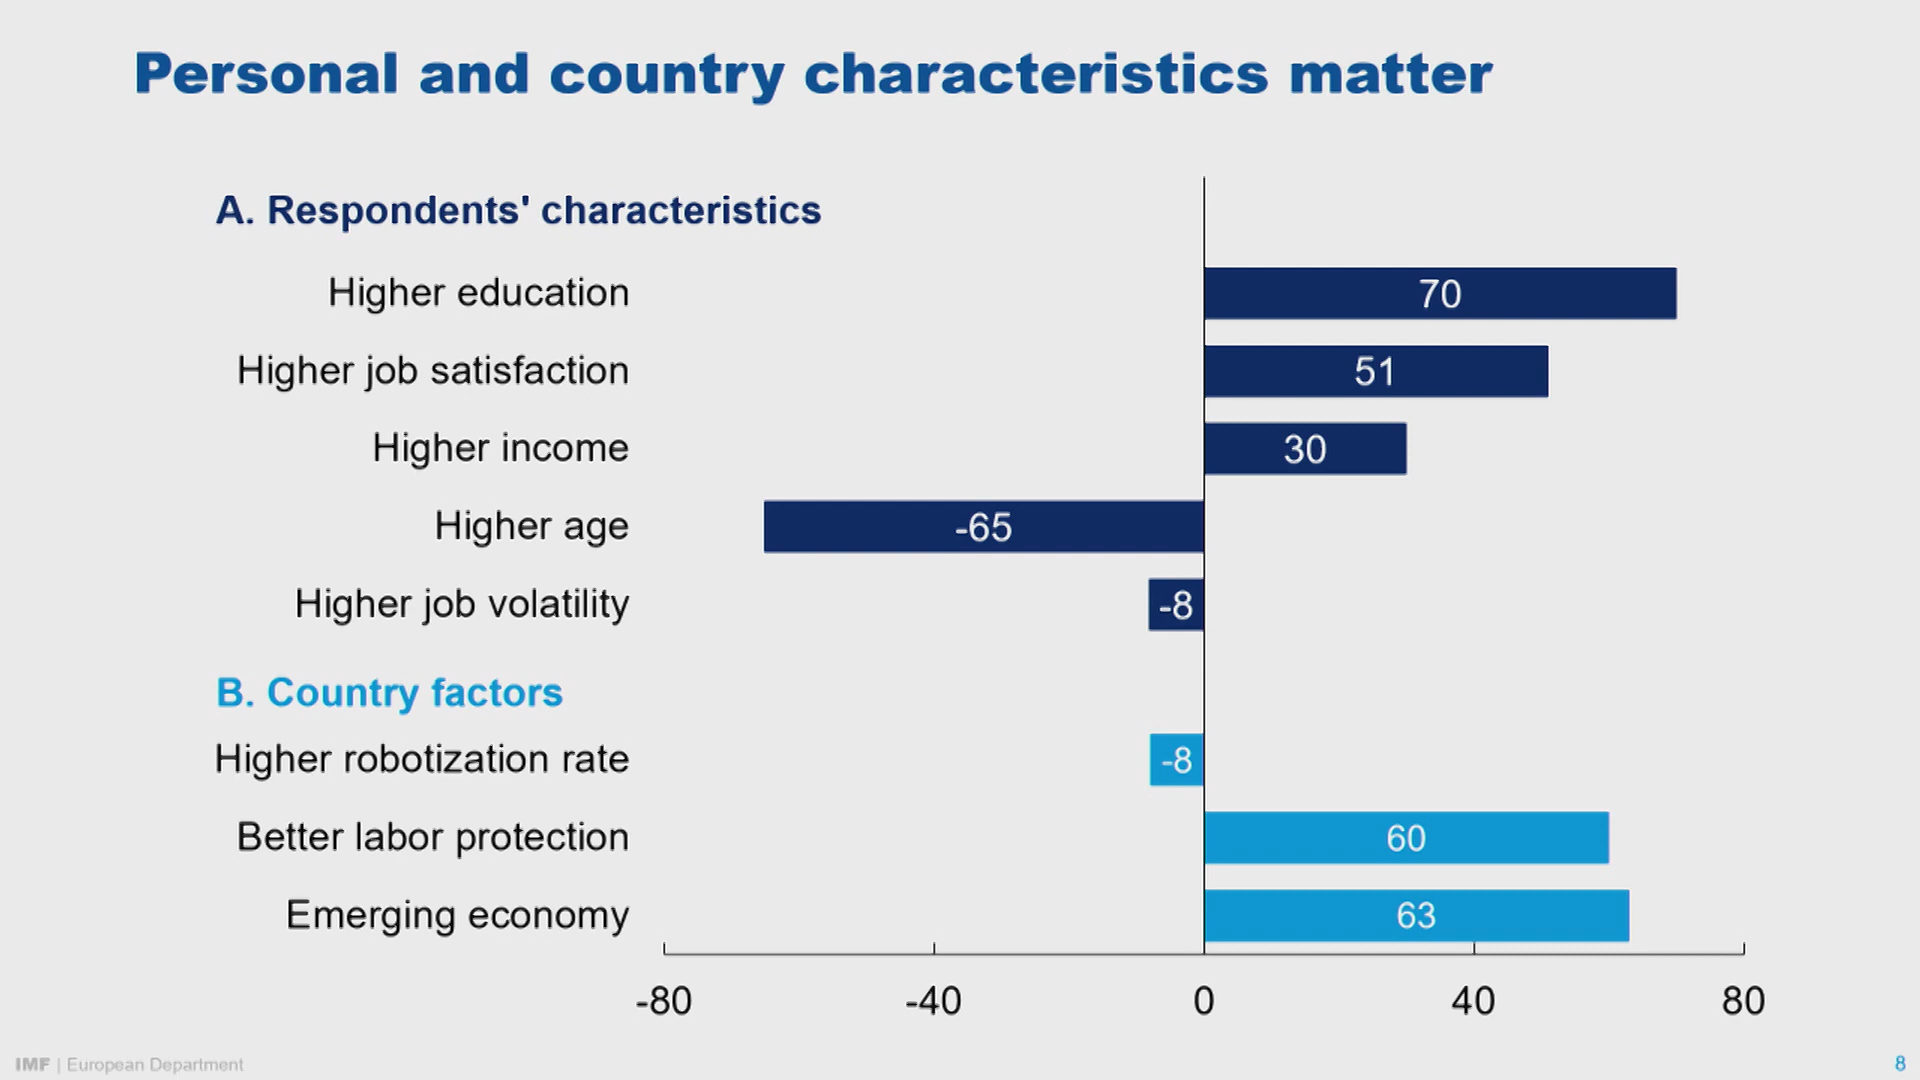 Personal and country characteristics matter
A. Respondents' characteristics
Higher education
70
Higher job satisfaction
51
Higher income
30
Higher age
-65
Higher job volatility
-8
B. Country factors
Higher robotization rate
-8
Better labor protection
60
Emerging economy
63
-80 -40 0 40 80
IMF | European Department
8